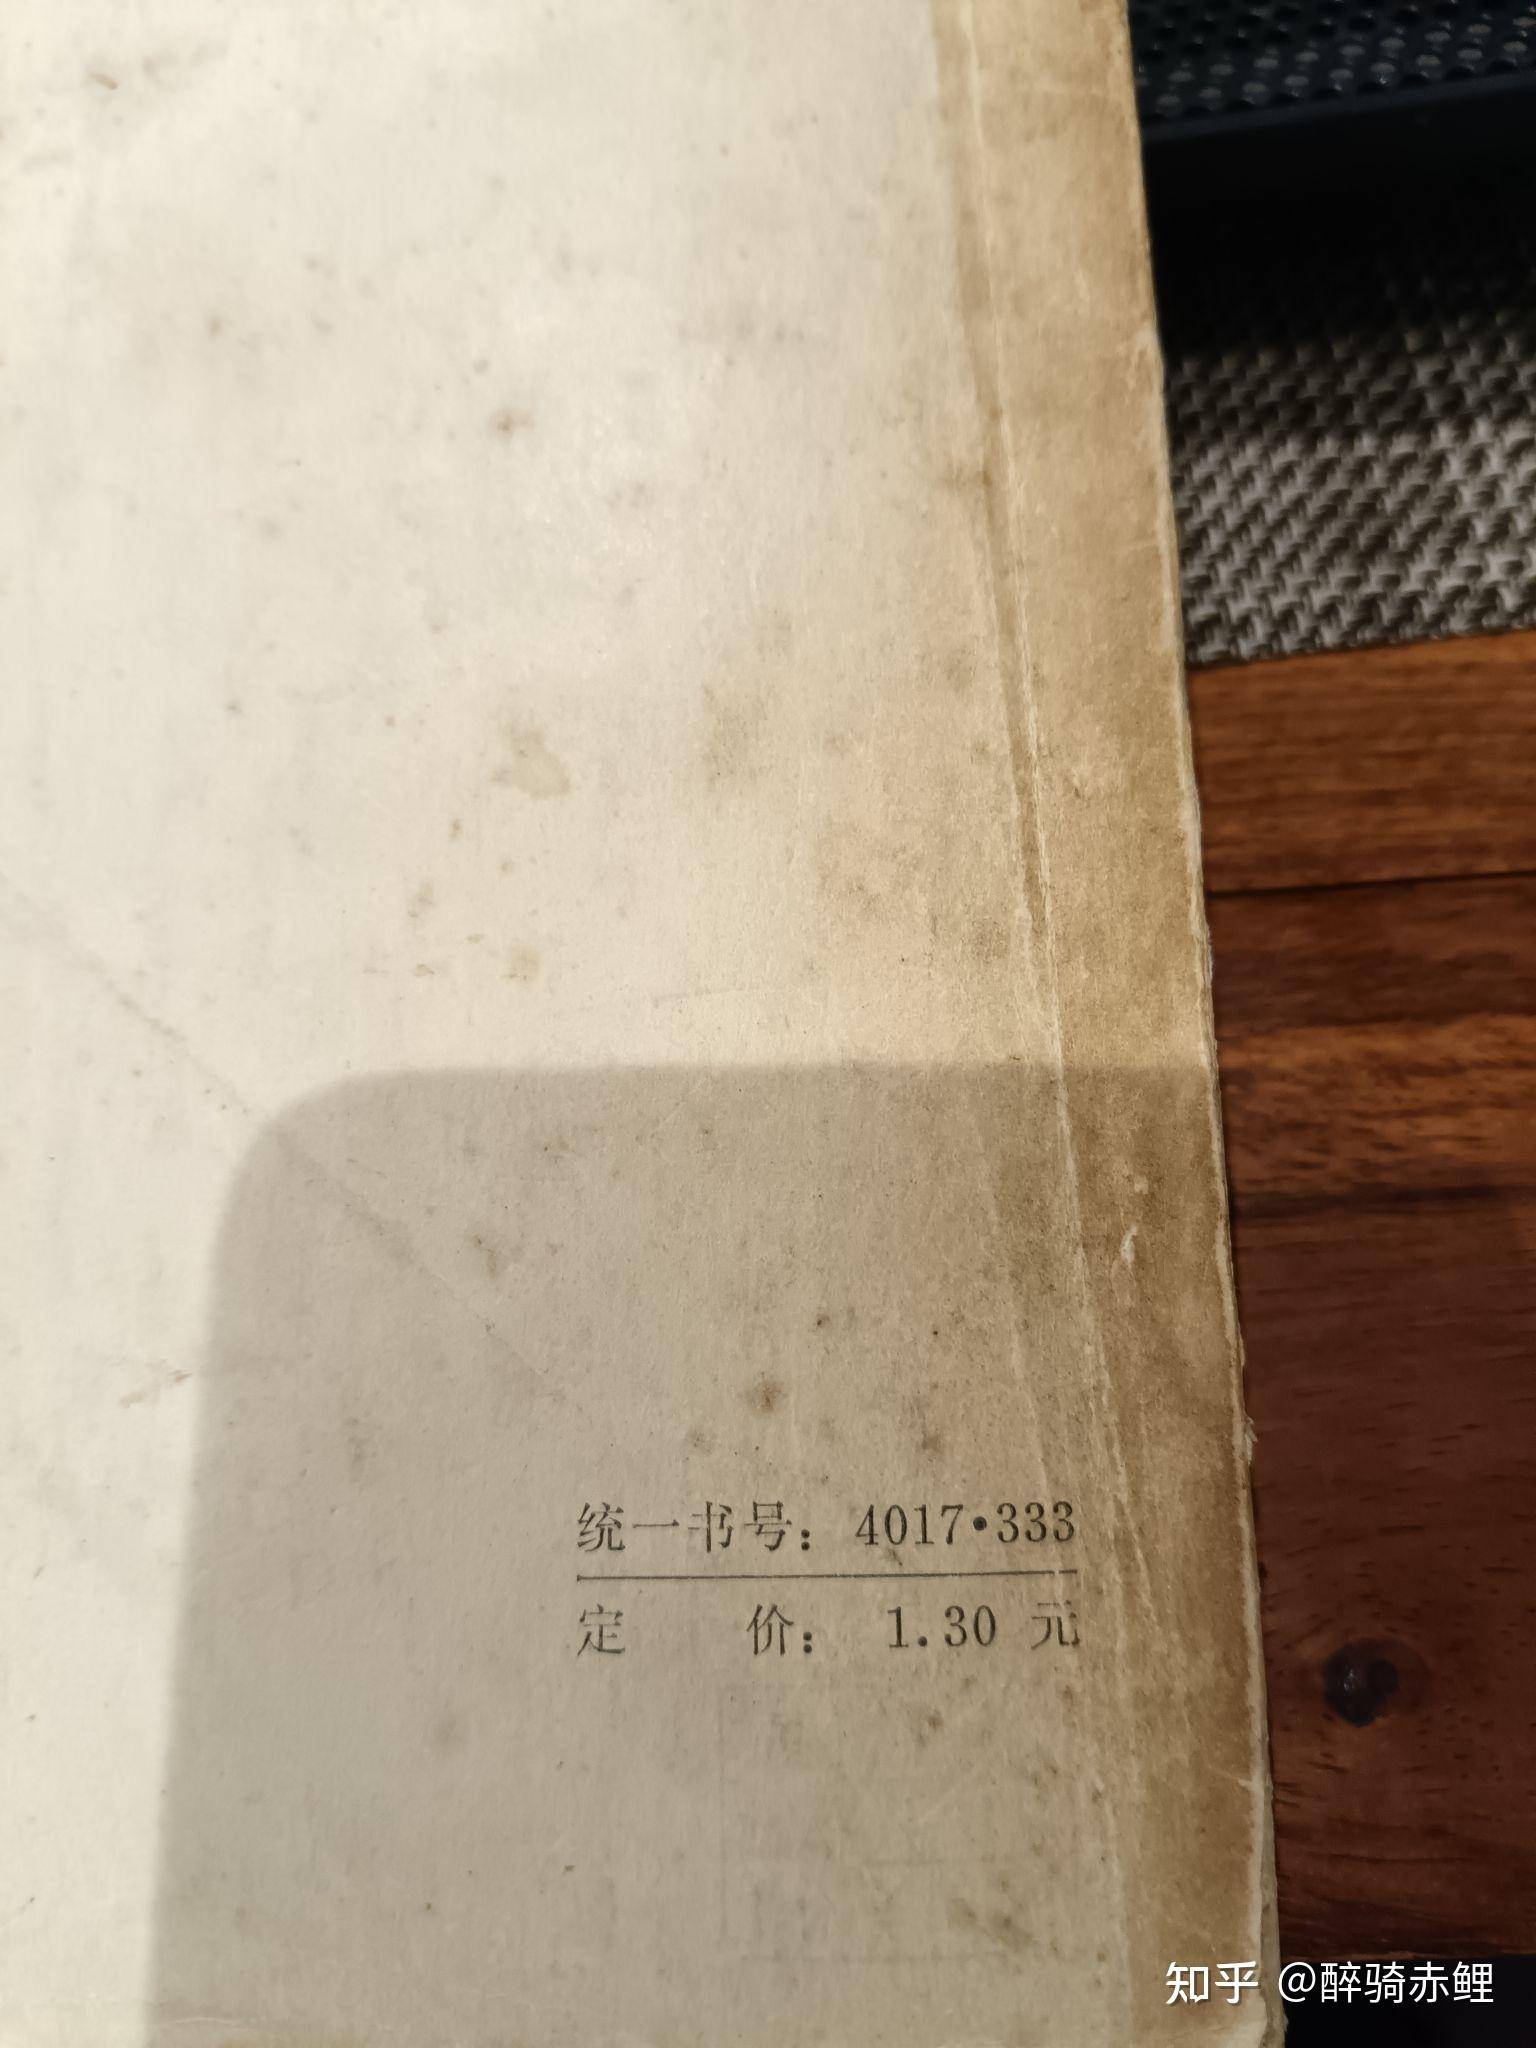 统一书号：4017·333
定 价： 1.30 元
知乎 @醉骑赤鲤